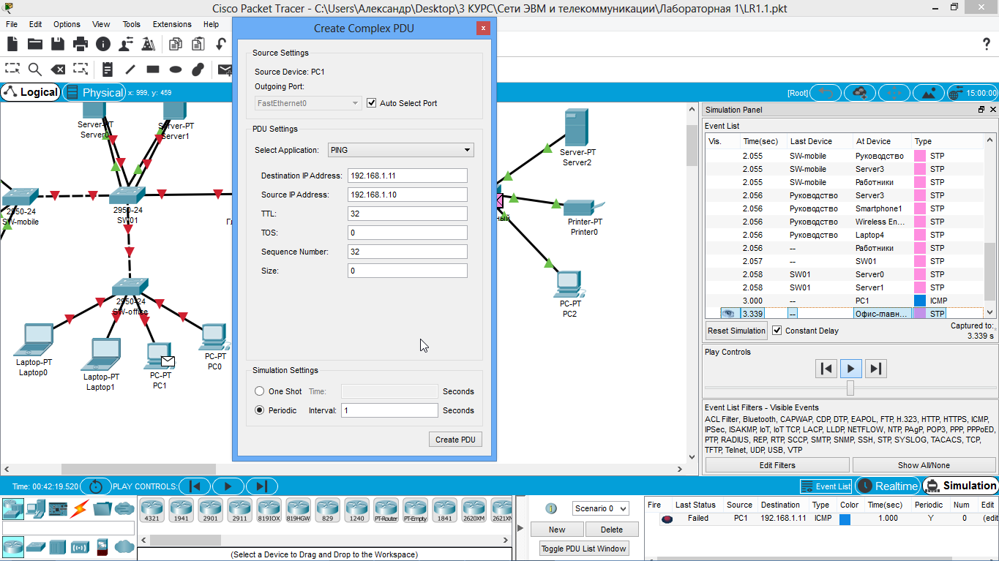 Cisco Packet Tracer - C:\Users\Александр\Desktop\3 КУРС\Сети ЭВМ и телекоммуникации\Лабораторная 1\LR1.1.pkt
File Edit Options View Tools Extensions Help
Logical Physical x: 999, y: 459
[Root] 15:00:00
Server-PT
Server0
Server-PT
Server1
2950-24
SW-mobile
2950-24
SW01
2950-24
SW-office
Laptop-PT
Laptop0
Laptop-PT
Laptop1
PC-PT
PC1
PC-PT
PC0
Create Complex PDU
Source Settings
Source Device: PC1
Outgoing Port:
FastEthernet0 Auto Select Port
PDU Settings
Select Application: PING
Destination IP Address: 192.168.1.11
Source IP Address: 192.168.1.10
TTL: 32
TOS: 0
Sequence Number: 32
Size: 0
Simulation Settings
One Shot Time: Seconds
Periodic Interval: 1 Seconds
Create PDU
Server-PT
Server2
Printer-PT
Printer0
PC-PT
PC2
Simulation Panel
Event List
Vis. Time(sec) Last Device At Device Type
2.055 SW-mobile Руководство STP
2.055 SW-mobile Server3 STP
2.055 SW-mobile Работники STP
2.056 Руководство Server3 STP
2.056 Руководство Smartphone1 STP
2.056 Руководство Wireless En... STP
2.056 Руководство Laptop4 STP
2.056 -- Работники STP
2.057 -- SW01 STP
2.058 SW01 Server0 STP
2.058 SW01 Server1 STP
3.000 -- PC1 ICMP
3.339 -- Офис-главн... STP
Reset Simulation Constant Delay Captured to:
3.339 s
Play Controls
Event List Filters - Visible Events
ACL Filter, Bluetooth, CAPWAP, CDP, DTP, EAPOL, FTP, H.323, HTTP, HTTPS, ICMP,
IPSec, ISAKMP, IoT, IoT TCP, LACP, LLDP, NETFLOW, NTP, PAgP, POP3, PPP, PPPoED,
PTP, RADIUS, REP, RTP, SCCP, SMTP, SNMP, SSH, STP, SYSLOG, TACACS, TCP,
TFTP, Telnet, UDP, USB, VTP
Edit Filters Show All/None
Time: 00:42:19.520 PLAY CONTROLS:
Event List Realtime Simulation
4321 1941 2901 2911 819IOX 819HGW 829 1240 PT-Router PT-Empty 1841 2620XM 2621XM
(Select a Device to Drag and Drop to the Workspace)
Scenario 0
New Delete
Toggle PDU List Window
Fire Last Status Source Destination Type Color Time(sec) Periodic Num Edit
Failed PC1 192.168.1.11 ICMP 1.000 Y 0 (edit